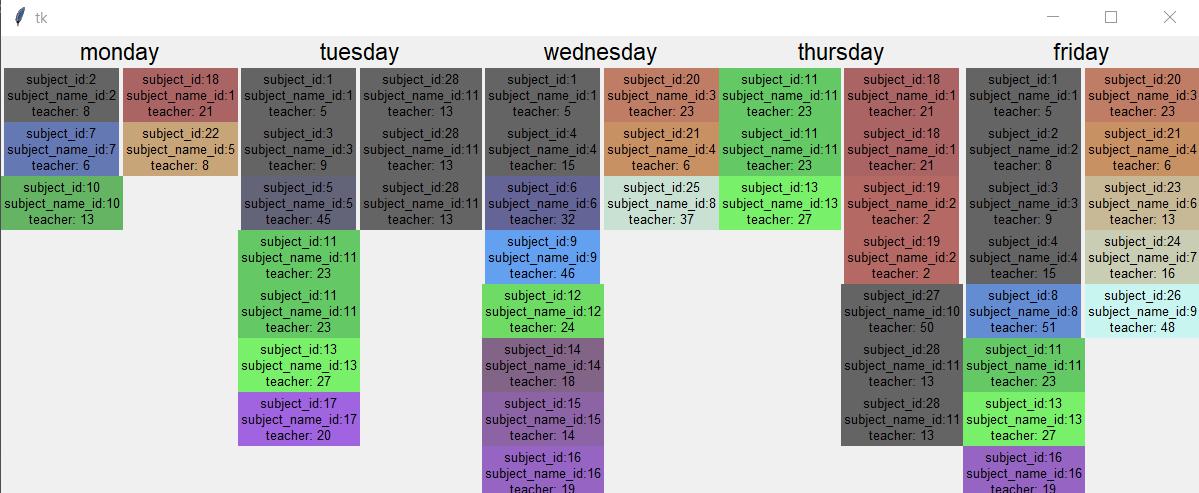 tk
monday
subject_id:2
subject_name_id:2
teacher: 8
subject_id:7
subject_name_id:7
teacher: 6
subject_id:10
subject_name_id:10
teacher: 13
subject_id:18
subject_name_id:1
teacher: 21
subject_id:22
subject_name_id:5
teacher: 8
tuesday
subject_id:1
subject_name_id:1
teacher: 5
subject_id:3
subject_name_id:3
teacher: 9
subject_id:5
subject_name_id:5
teacher: 45
subject_id:11
subject_name_id:11
teacher: 23
subject_id:11
subject_name_id:11
teacher: 23
subject_id:13
subject_name_id:13
teacher: 27
subject_id:17
subject_name_id:17
teacher: 20
subject_id:28
subject_name_id:11
teacher: 13
subject_id:28
subject_name_id:11
teacher: 13
subject_id:28
subject_name_id:11
teacher: 13
wednesday
subject_id:1
subject_name_id:1
teacher: 5
subject_id:4
subject_name_id:4
teacher: 15
subject_id:6
subject_name_id:6
teacher: 32
subject_id:9
subject_name_id:9
teacher: 46
subject_id:12
subject_name_id:12
teacher: 24
subject_id:14
subject_name_id:14
teacher: 18
subject_id:15
subject_name_id:15
teacher: 14
subject_id:16
subject_name_id:16
teacher: 19
subject_id:20
subject_name_id:3
teacher: 23
subject_id:21
subject_name_id:4
teacher: 6
subject_id:25
subject_name_id:8
teacher: 37
thursday
subject_id:11
subject_name_id:11
teacher: 23
subject_id:11
subject_name_id:11
teacher: 23
subject_id:13
subject_name_id:13
teacher: 27
subject_id:18
subject_name_id:1
teacher: 21
subject_id:18
subject_name_id:1
teacher: 21
subject_id:19
subject_name_id:2
teacher: 2
subject_id:19
subject_name_id:2
teacher: 2
subject_id:27
subject_name_id:10
teacher: 50
subject_id:28
subject_name_id:11
teacher: 13
subject_id:28
subject_name_id:11
teacher: 13
friday
subject_id:1
subject_name_id:1
teacher: 5
subject_id:2
subject_name_id:2
teacher: 8
subject_id:3
subject_name_id:3
teacher: 9
subject_id:4
subject_name_id:4
teacher: 15
subject_id:8
subject_name_id:8
teacher: 51
subject_id:11
subject_name_id:11
teacher: 23
subject_id:13
subject_name_id:13
teacher: 27
subject_id:16
subject_name_id:16
teacher: 19
subject_id:20
subject_name_id:3
teacher: 23
subject_id:21
subject_name_id:4
teacher: 6
subject_id:23
subject_name_id:6
teacher: 13
subject_id:24
subject_name_id:7
teacher: 16
subject_id:26
subject_name_id:9
teacher: 48